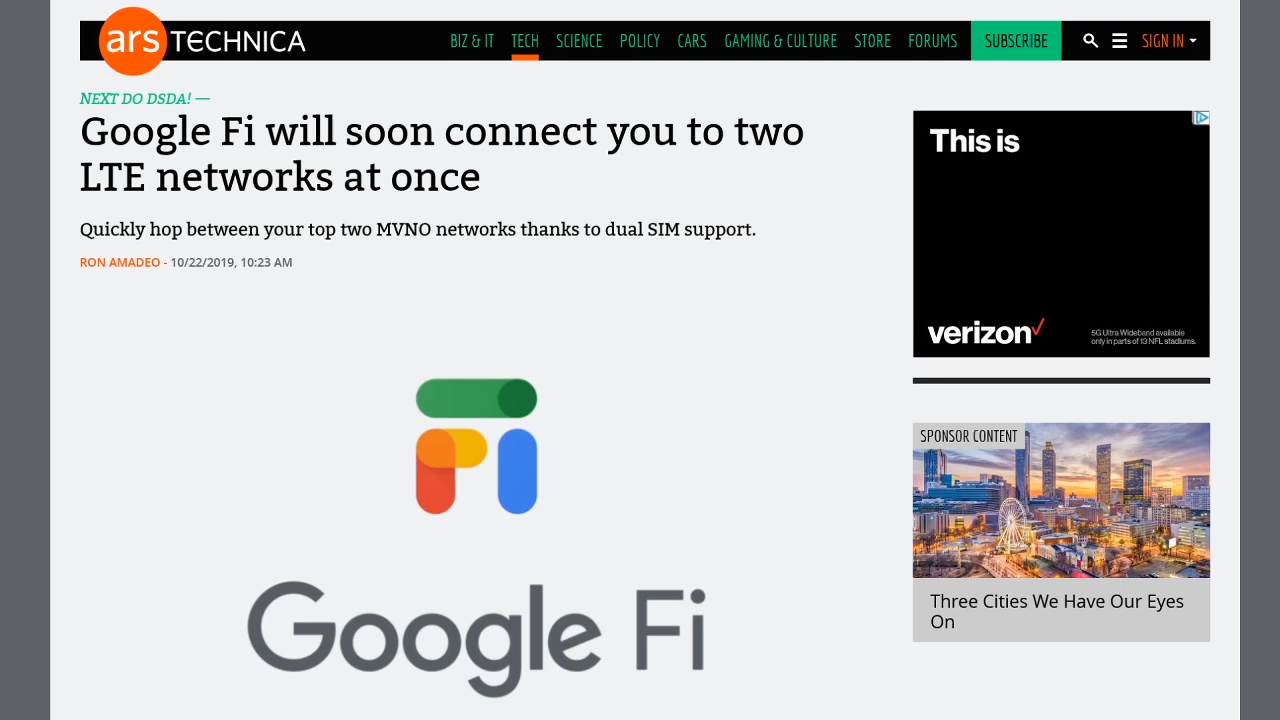 ars TECHNICA
BIZ & IT TECH SCIENCE POLICY CARS GAMING & CULTURE STORE FORUMS SUBSCRIBE SIGN IN
NEXT DO DSDA! —
Google Fi will soon connect you to two
LTE networks at once
Quickly hop between your top two MVNO networks thanks to dual SIM support.
RON AMADEO - 10/22/2019, 10:23 AM
Google Fi
This is
verizon✓
5G Ultra Wideband available
only in parts of 13 NFL stadiums.
SPONSOR CONTENT
Three Cities We Have Our Eyes
On